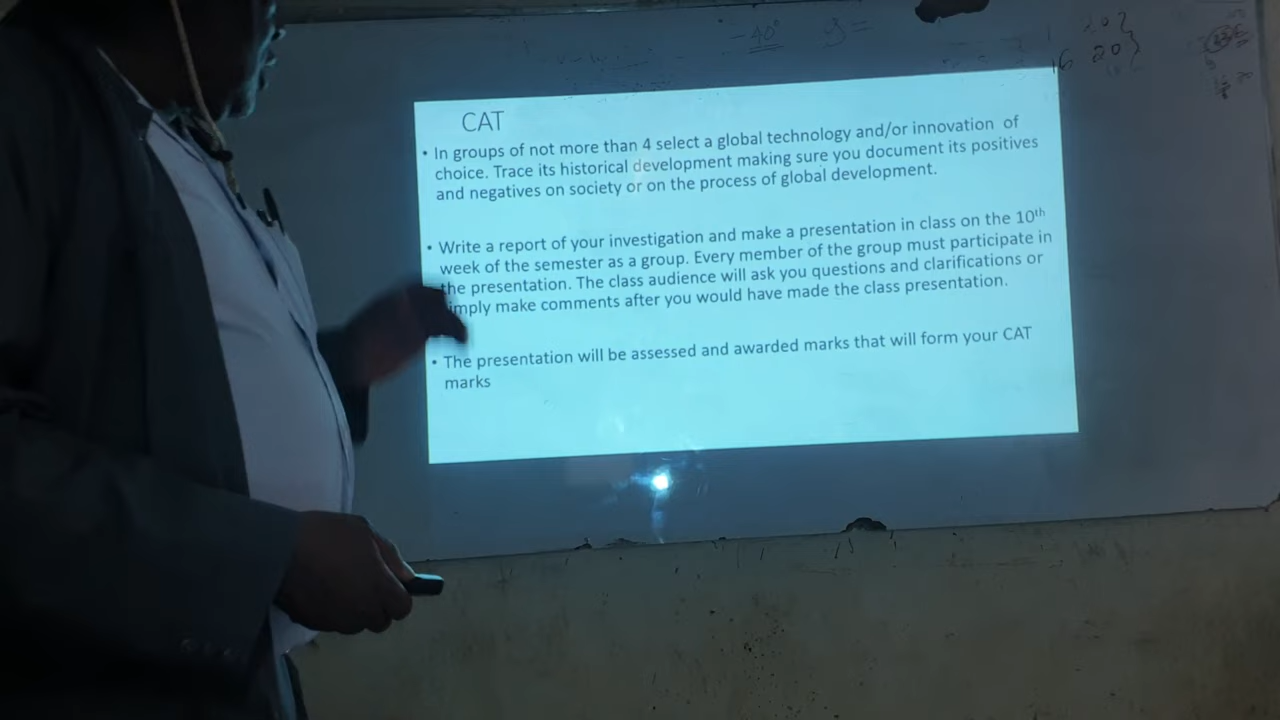 -40° y =
20?
16 20}
CAT
• In groups of not more than 4 select a global technology and/or innovation of
choice. Trace its historical development making sure you document its positives
and negatives on society or on the process of global development.
• Write a report of your investigation and make a presentation in class on the 10th
week of the semester as a group. Every member of the group must participate in
the presentation. The class audience will ask you questions and clarifications or
imply make comments after you would have made the class presentation.
• The presentation will be assessed and awarded marks that will form your CAT
marks